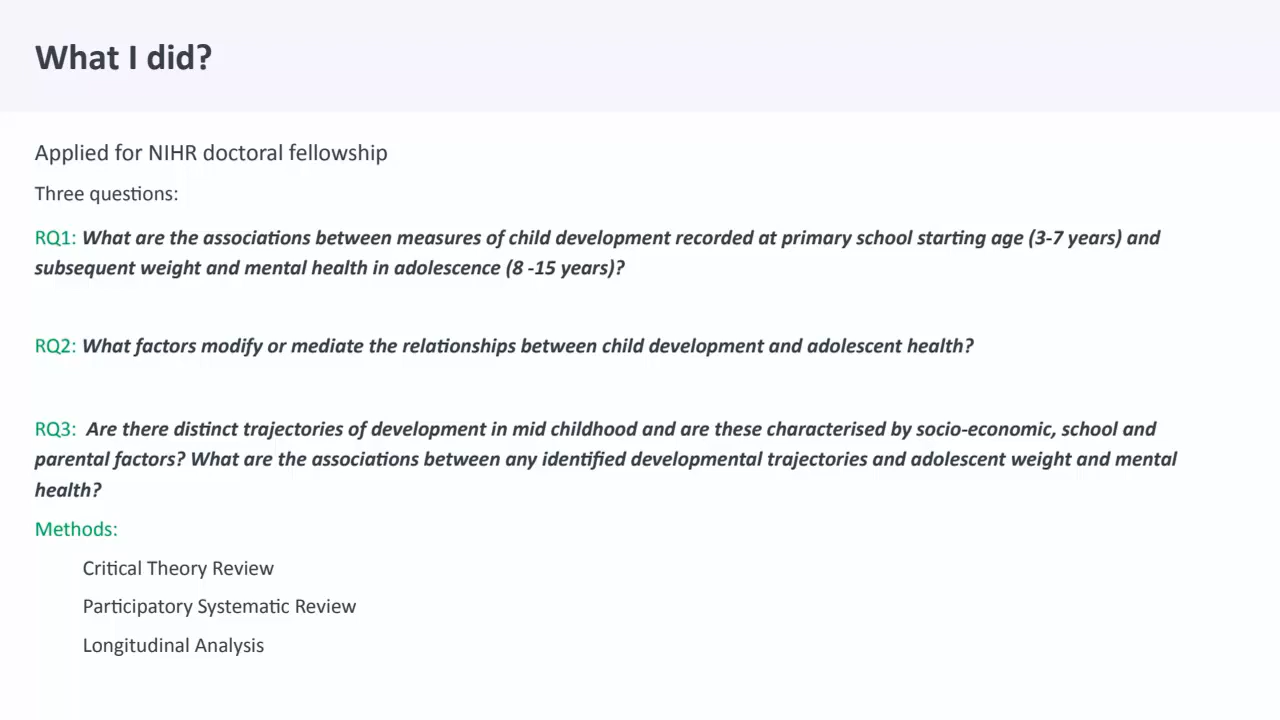 What I did?
Applied for NIHR doctoral fellowship
Three questions:
RQ1: What are the associations between measures of child development recorded at primary school starting age (3-7 years) and
subsequent weight and mental health in adolescence (8 -15 years)?
RQ2: What factors modify or mediate the relationships between child development and adolescent health?
RQ3: Are there distinct trajectories of development in mid childhood and are these characterised by socio-economic, school and
parental factors? What are the associations between any identified developmental trajectories and adolescent weight and mental
health?
Methods:
Critical Theory Review
Participatory Systematic Review
Longitudinal Analysis